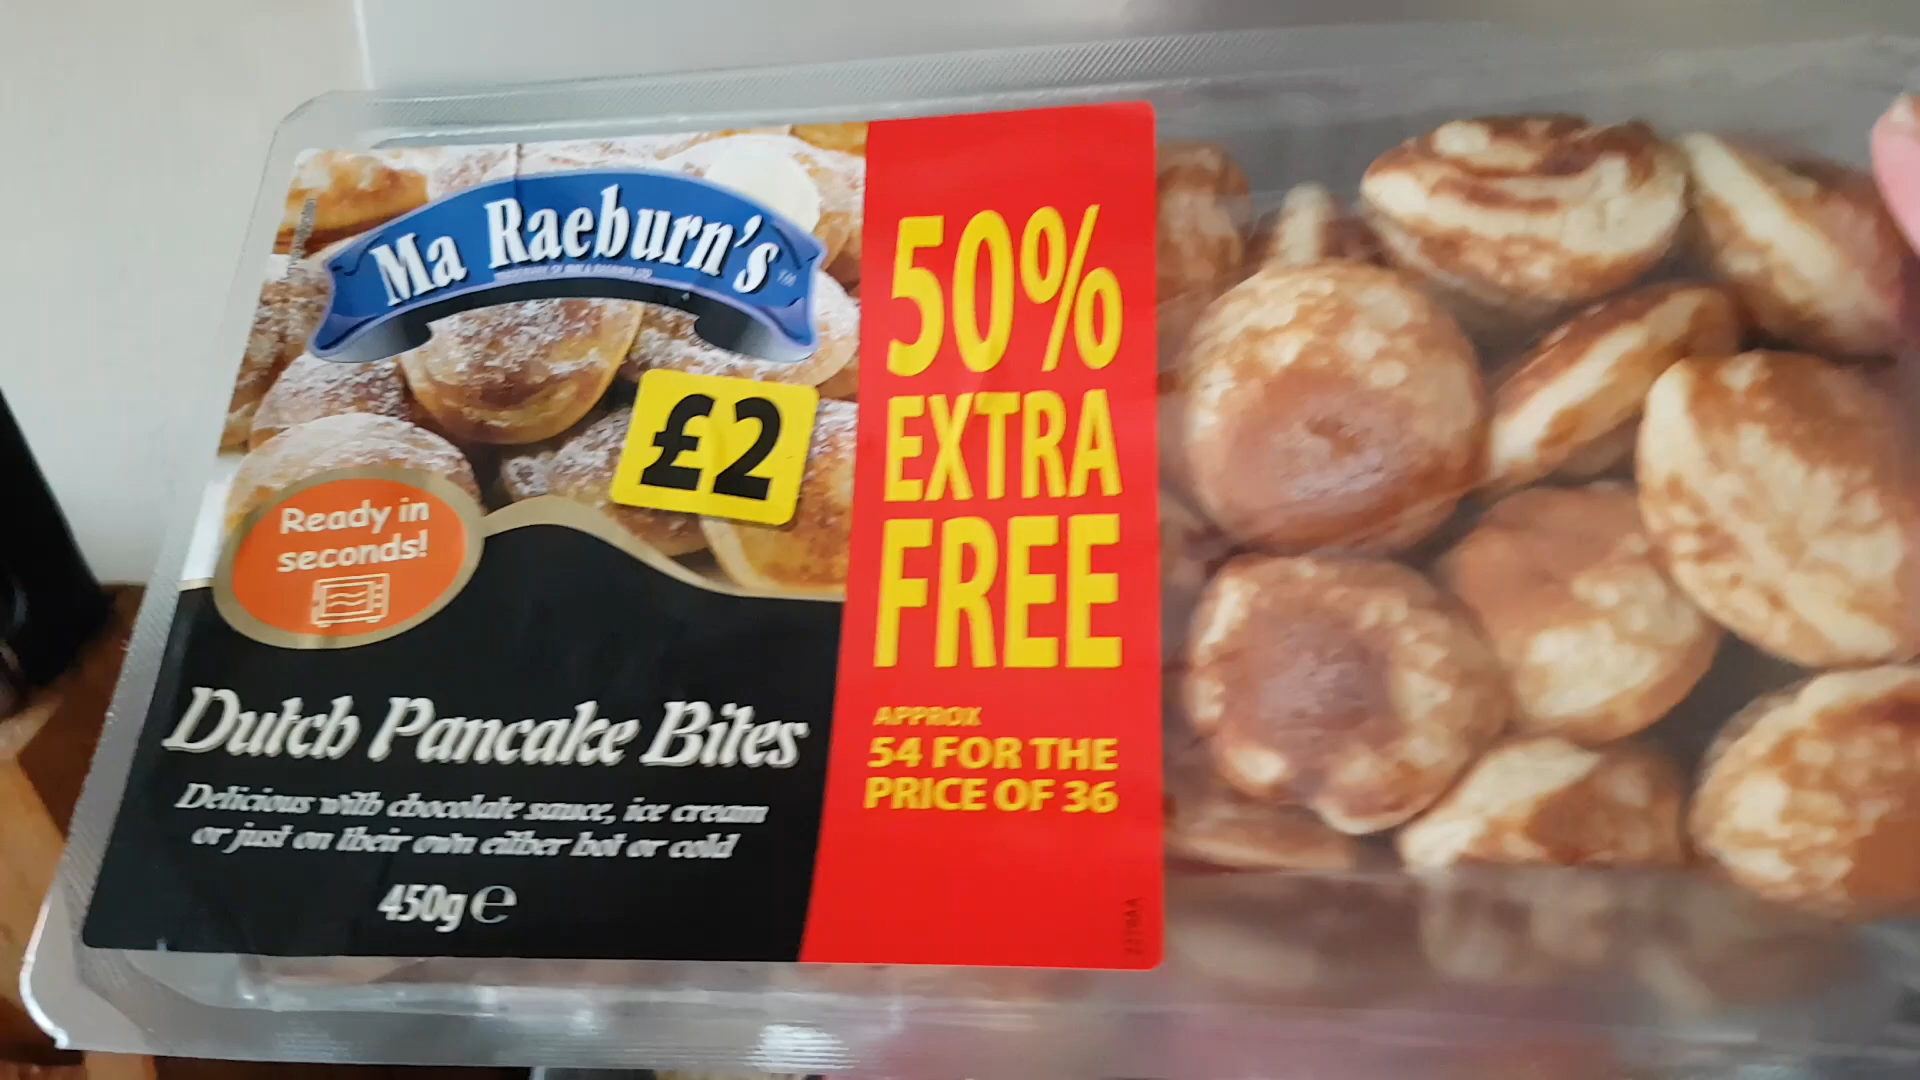 Ma Raeburn's
£2
Ready in
seconds!
Dutch Pancake Bites
Delicious with chocolate sauce, ice cream
or just on their own either hot or cold
450g e
50%
EXTRA
FREE
APPROX
54 FOR THE
PRICE OF 36